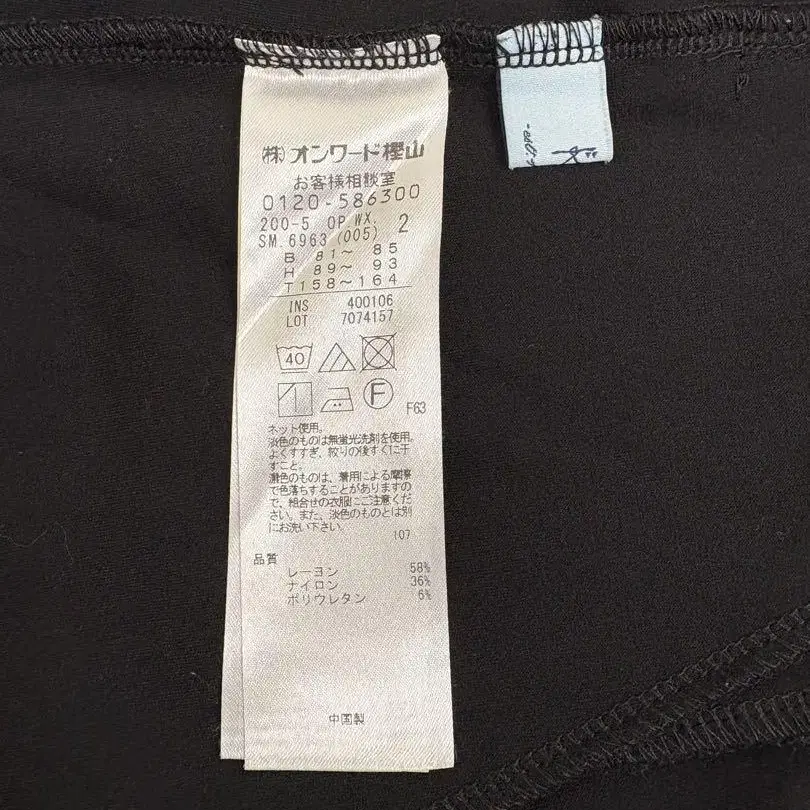 ㈱オンワード樫山
お客様相談室
0120-586300
200-5 OP WX. 2
SM.6963 (005)
B 81～ 85
H 89～ 93
T158～164
INS 400106
LOT 7074157
40
F
F63
ネット使用。
淡色のものは無蛍光洗剤を使用。
よくすすぎ、絞りの後すぐに干
すこと。
濃色のものは、着用による摩擦
で色落ちすることがありますの
で、組合せの衣服にご注意くだ
さい。また、淡色のものとは別
にお洗い下さい。
107
品質
レーヨン 58%
ナイロン 36%
ポリウレタン 6%
中国製